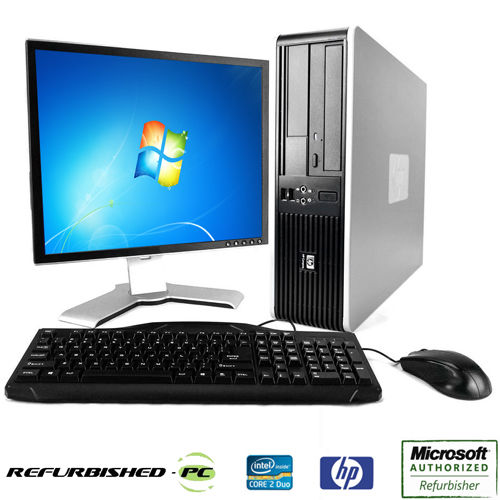 REFURBISHED - PC
intel inside
CORE 2 Duo
hp
Microsoft
AUTHORIZED
Refurbisher